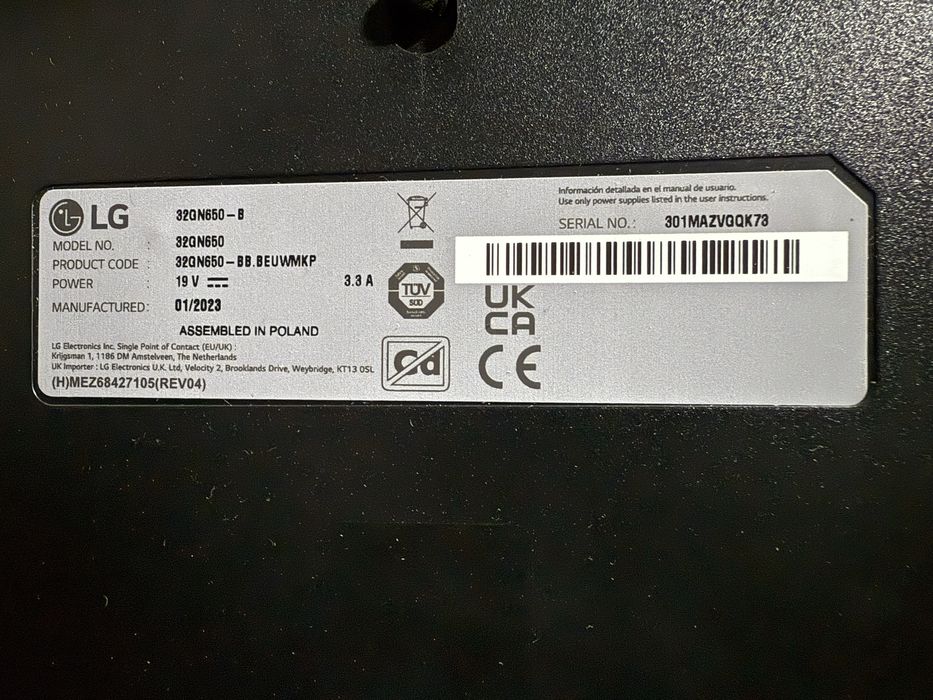 LG
32QN650-B
MODEL NO. : 32QN650
PRODUCT CODE : 32QN650-BB.BEUWMKP
POWER : 19 V 3.3 A
MANUFACTURED: 01/2023
ASSEMBLED IN POLAND
LG Electronics Inc. Single Point of Contact (EU/UK) :
Krijgsman 1, 1186 DM Amstelveen, The Netherlands
UK Importer : LG Electronics U.K. Ltd, Velocity 2, Brooklands Drive, Weybridge, KT13 0SL
(H)MEZ68427105(REV04)
TÜV
SÜD
Cd
Información detallada en el manual de usuario.
Use only power supplies listed in the user instructions.
SERIAL NO.: 301MAZVGQK73
UK
CA
CE